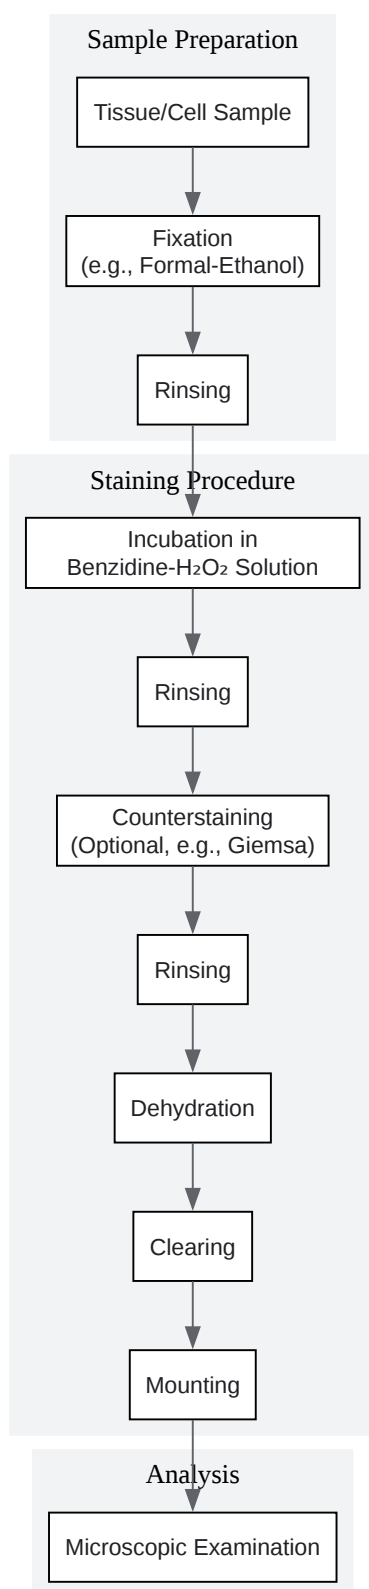 Sample Preparation
Tissue/Cell Sample
Fixation
(e.g., Formal-Ethanol)
Rinsing
Staining Procedure
Incubation in
Benzidine-H₂O₂ Solution
Rinsing
Counterstaining
(Optional, e.g., Giemsa)
Rinsing
Dehydration
Clearing
Mounting
Analysis
Microscopic Examination